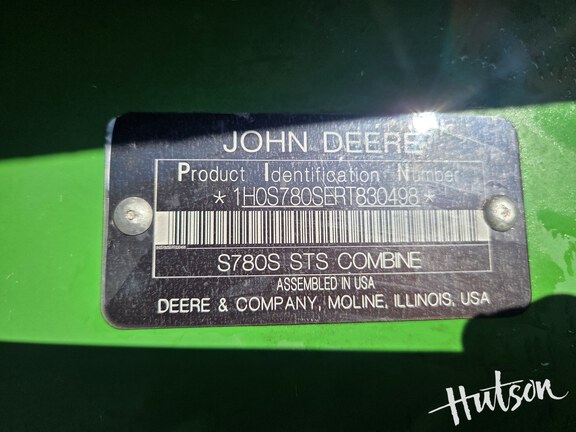 JOHN DEERE
Product Identification Number
*1H0S780SERT830498*
S780S STS COMBINE
ASSEMBLED IN USA
DEERE & COMPANY, MOLINE, ILLINOIS, USA
Hutson